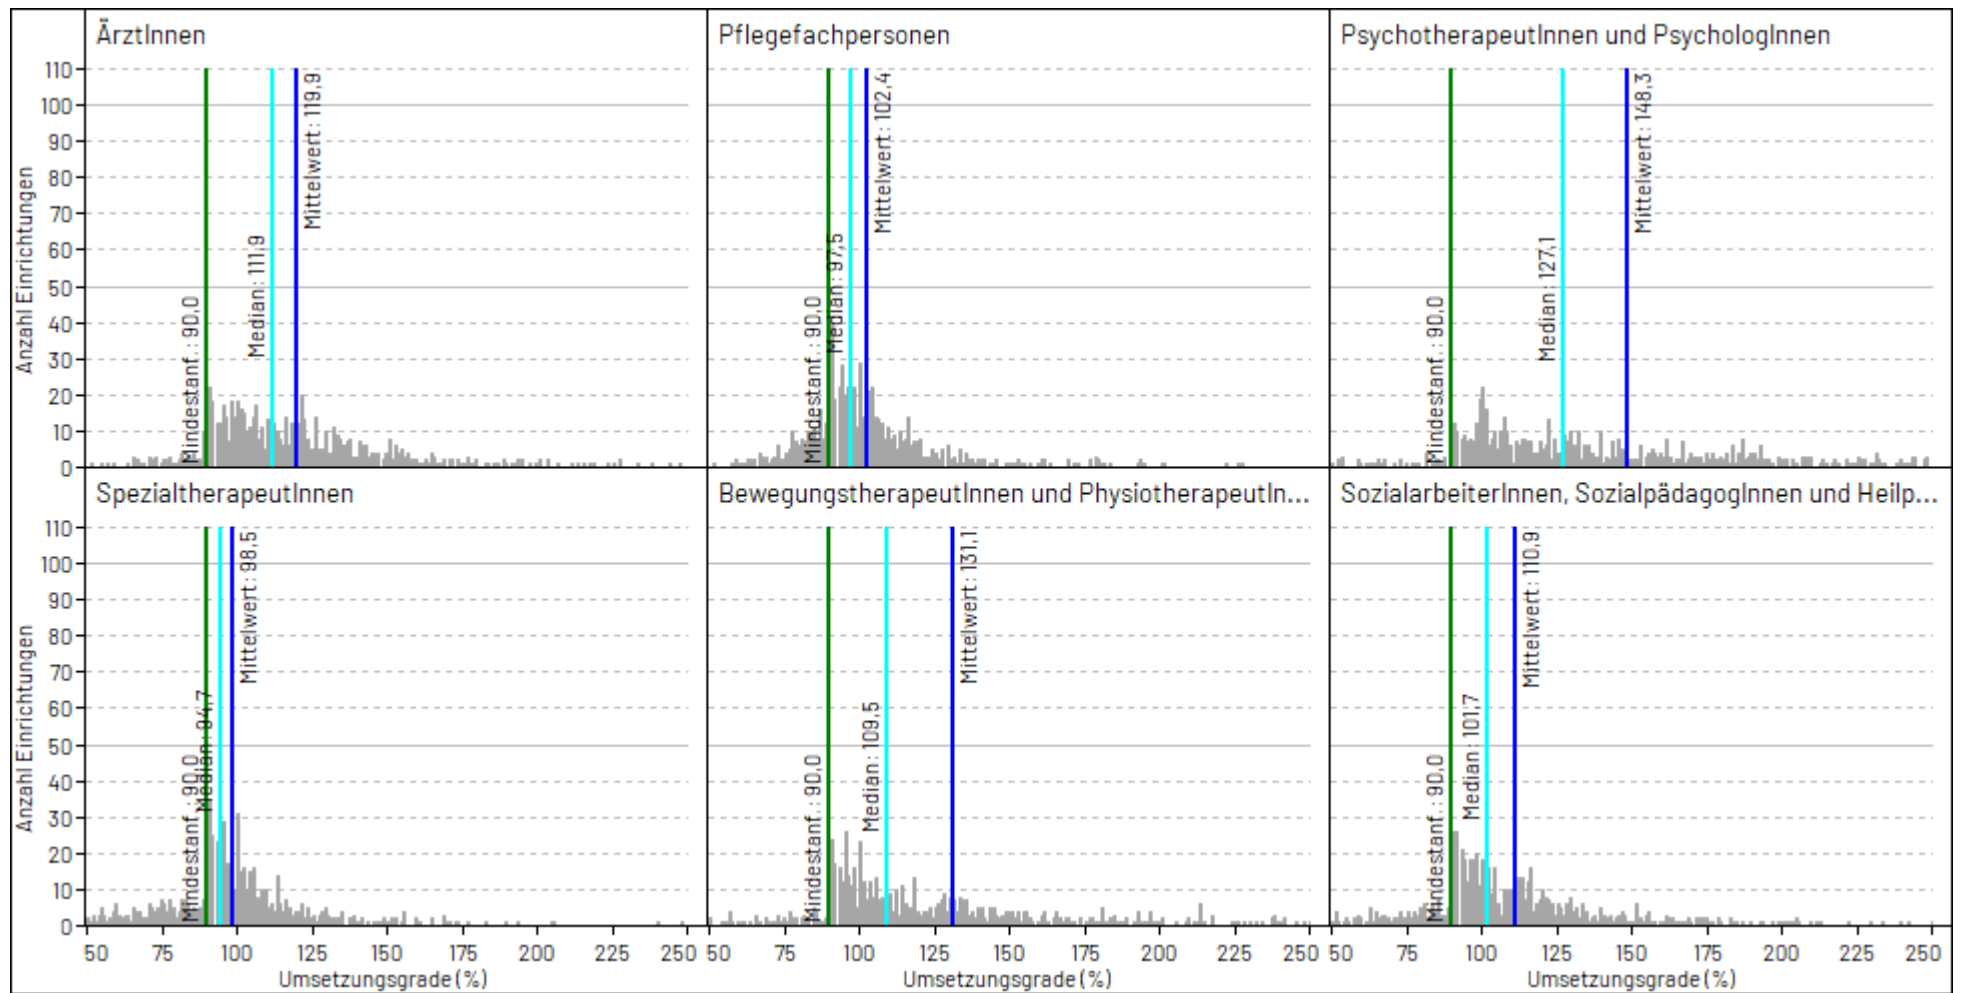 ÄrztInnen
Pflegefachpersonen
PsychotherapeutInnen und PsychologInnen
Anzahl Einrichtungen
110
100
90
80
70
60
50
40
30
20
10
0
Mindestanf.: 90,0
Median: 111,9
Mittelwert: 119,9
Mindestanf.: 90,0
Median: 97,5
Mittelwert: 102,4
Mindestanf.: 90,0
Median: 127,1
Mittelwert: 148,3
SpezialtherapeutInnen
BewegungstherapeutInnen und PhysiotherapeutIn...
SozialarbeiterInnen, SozialpädagogInnen und Heilp...
Anzahl Einrichtungen
110
100
90
80
70
60
50
40
30
20
10
0
Mindestanf.: 90,0
Median: 94,7
Mittelwert: 98,5
Mindestanf.: 90,0
Median: 109,5
Mittelwert: 131,1
Mindestanf.: 90,0
Median: 101,7
Mittelwert: 110,9
50 75 100 125 150 175 200 225 250
50 75 100 125 150 175 200 225 250
50 75 100 125 150 175 200 225 250
Umsetzungsgrade (%)
Umsetzungsgrade (%)
Umsetzungsgrade (%)